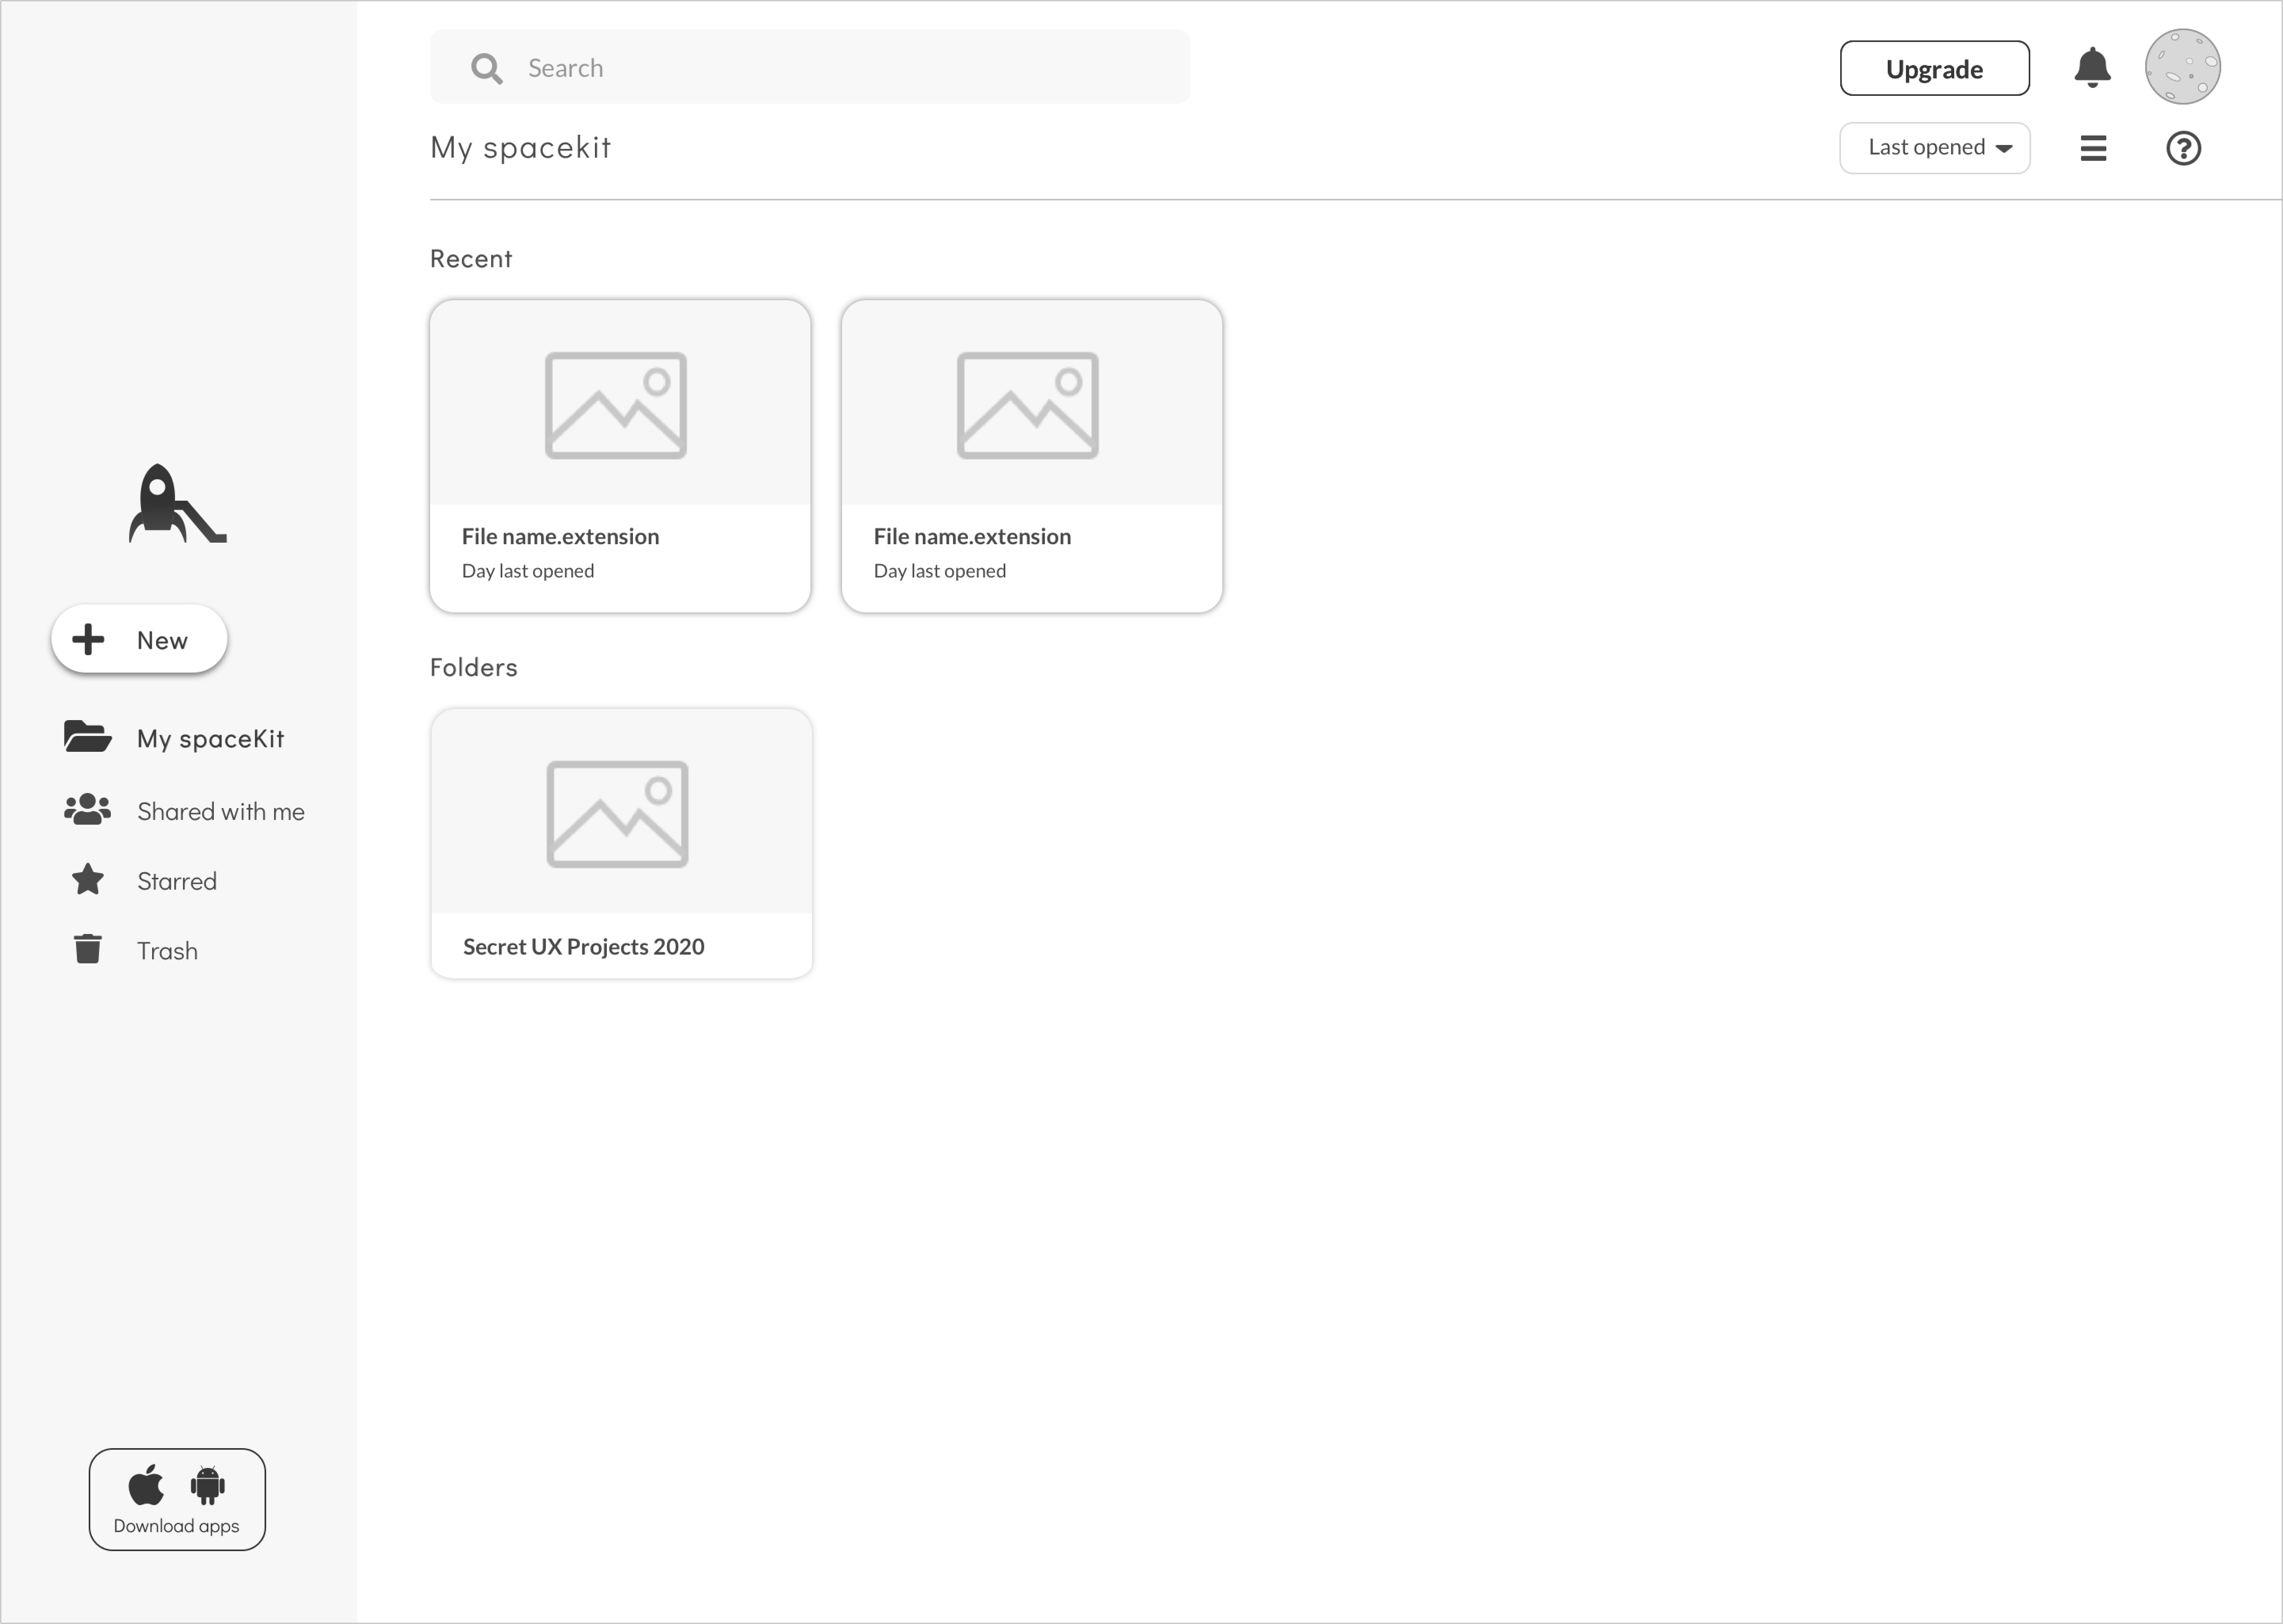 Search
Upgrade
My spacekit
Last opened
Recent
File name.extension
Day last opened
File name.extension
Day last opened
New
Folders
My spaceKit
Shared with me
Starred
Trash
Secret UX Projects 2020
Download apps